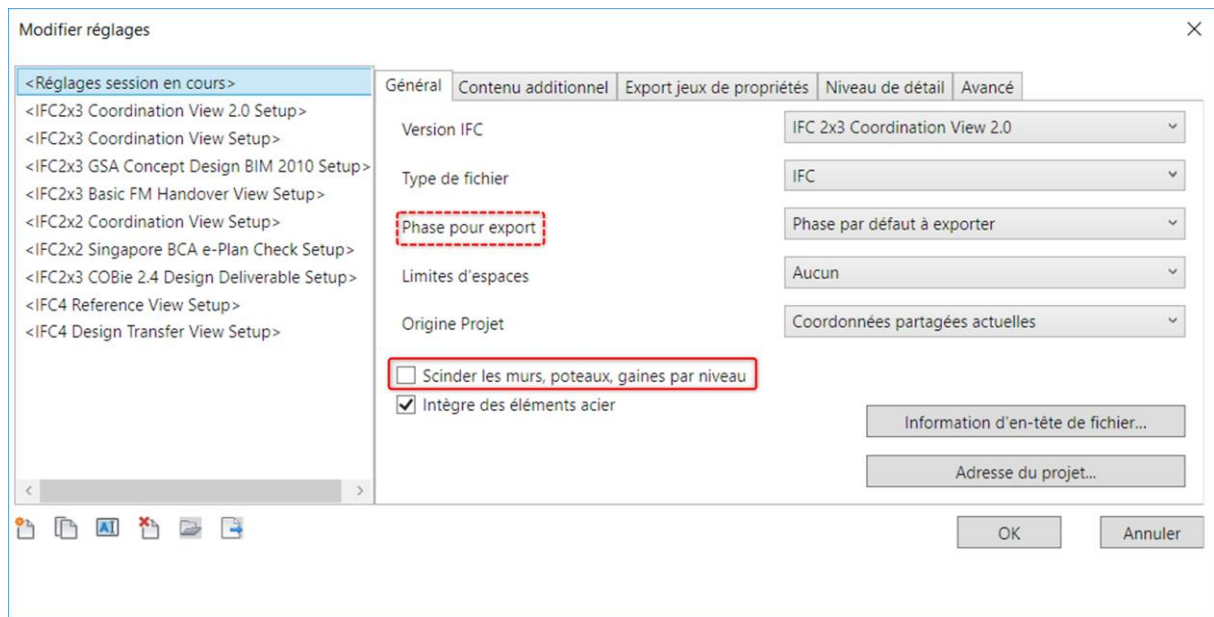 Modifier réglages
<Réglages session en cours>
<IFC2x3 Coordination View 2.0 Setup>
<IFC2x3 Coordination View Setup>
<IFC2x3 GSA Concept Design BIM 2010 Setup>
<IFC2x3 Basic FM Handover View Setup>
<IFC2x2 Coordination View Setup>
<IFC2x2 Singapore BCA e-Plan Check Setup>
<IFC2x3 COBie 2.4 Design Deliverable Setup>
<IFC4 Reference View Setup>
<IFC4 Design Transfer View Setup>
Général Contenu additionnel Export jeux de propriétés Niveau de détail Avancé
Version IFC IFC 2x3 Coordination View 2.0
Type de fichier IFC
Phase pour export Phase par défaut à exporter
Limites d'espaces Aucun
Origine Projet Coordonnées partagées actuelles
Scinder les murs, poteaux, gaines par niveau
Intègre des éléments acier
Information d'en-tête de fichier...
Adresse du projet...
AI
OK Annuler